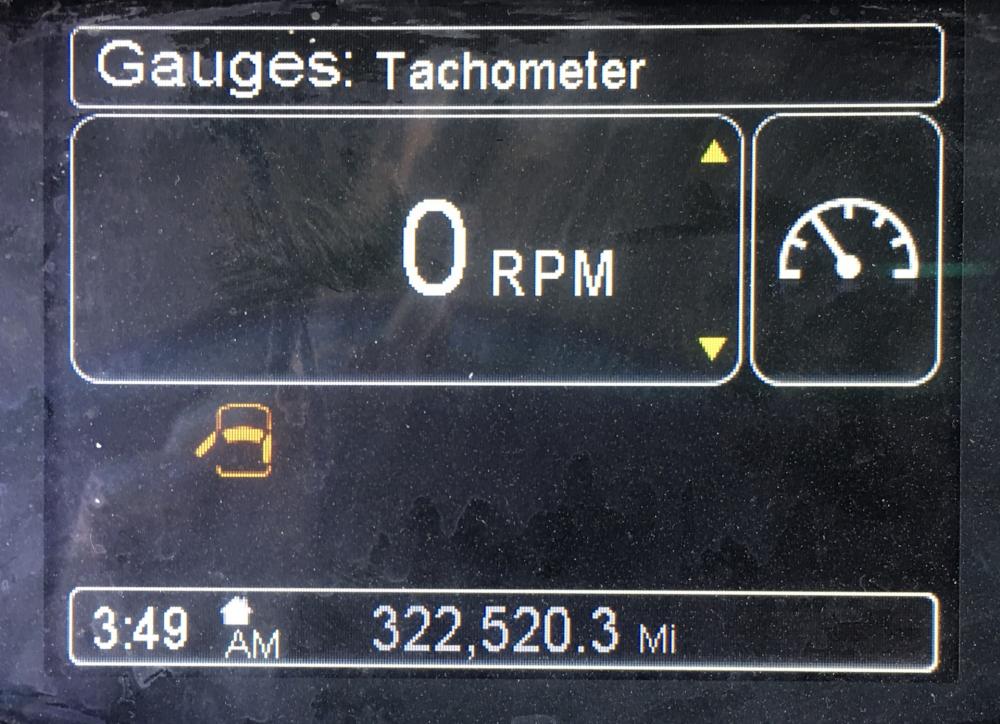 Gauges: Tachometer
0 RPM
3:49 AM 322,520.3 Mi